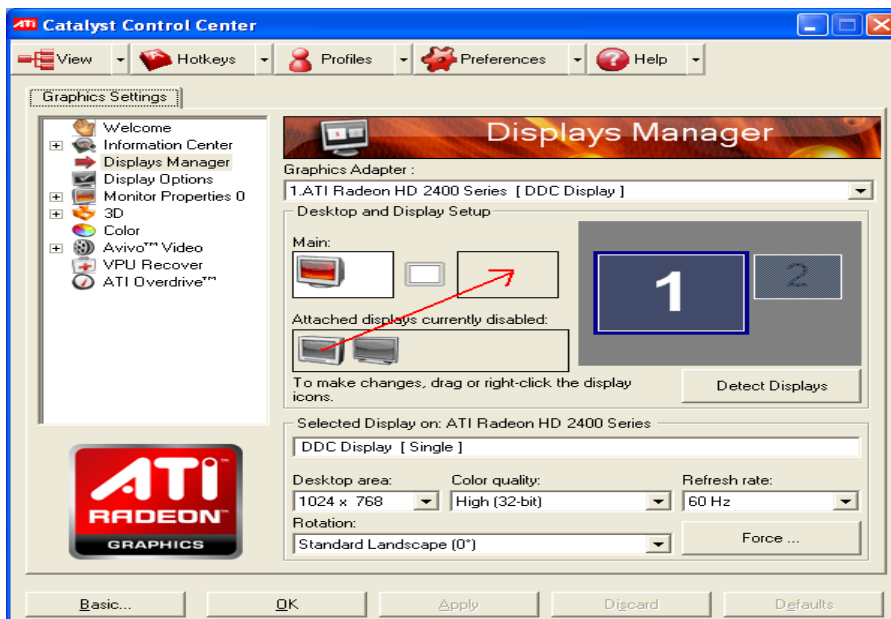 ATI Catalyst Control Center
View
Hotkeys
Profiles
Preferences
Help
Graphics Settings
Welcome
Information Center
Displays Manager
Display Options
Monitor Properties 0
3D
Color
Avivo™ Video
VPU Recover
ATI Overdrive™
ATI
RADEON
GRAPHICS
Displays Manager
Graphics Adapter :
1.ATI Radeon HD 2400 Series [ DDC Display ]
Desktop and Display Setup
Main:
1
2
Attached displays currently disabled:
To make changes, drag or right-click the display
icons.
Detect Displays
Selected Display on: ATI Radeon HD 2400 Series
DDC Display [ Single ]
Desktop area:
Color quality:
Refresh rate:
1024 x 768
High (32-bit)
60 Hz
Rotation:
Standard Landscape (0°)
Force ...
Basic...
OK
Apply
Discard
Defaults